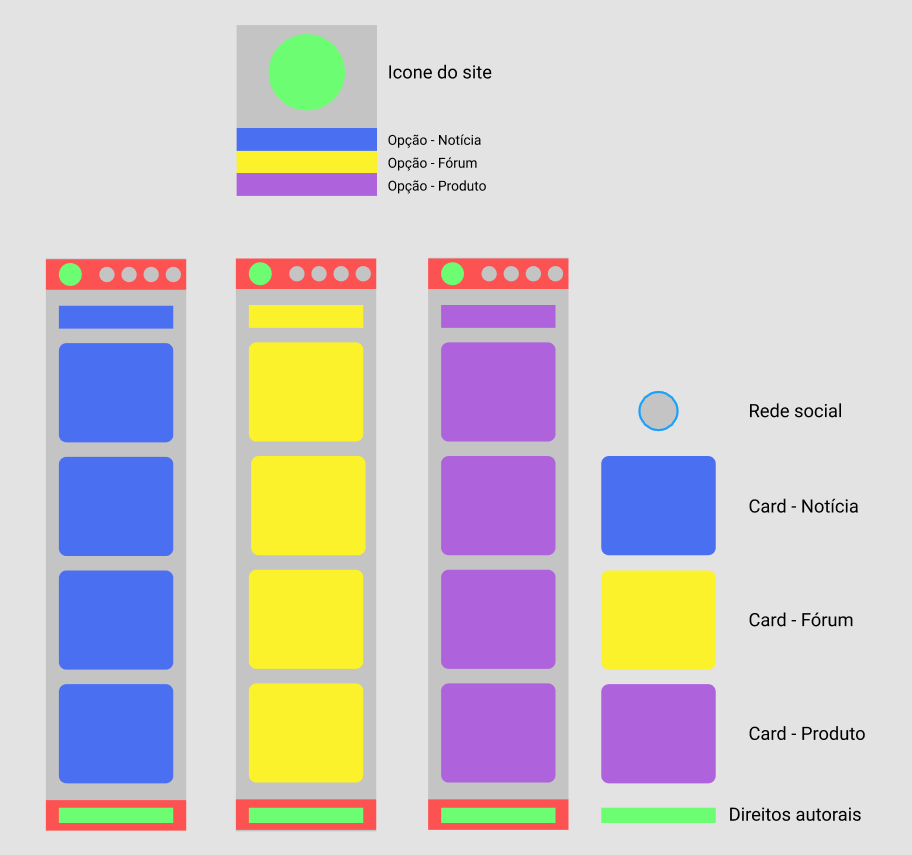 Icone do site
Opção - Notícia
Opção - Fórum
Opção - Produto
Rede social
Card - Notícia
Card - Fórum
Card - Produto
Direitos autorais